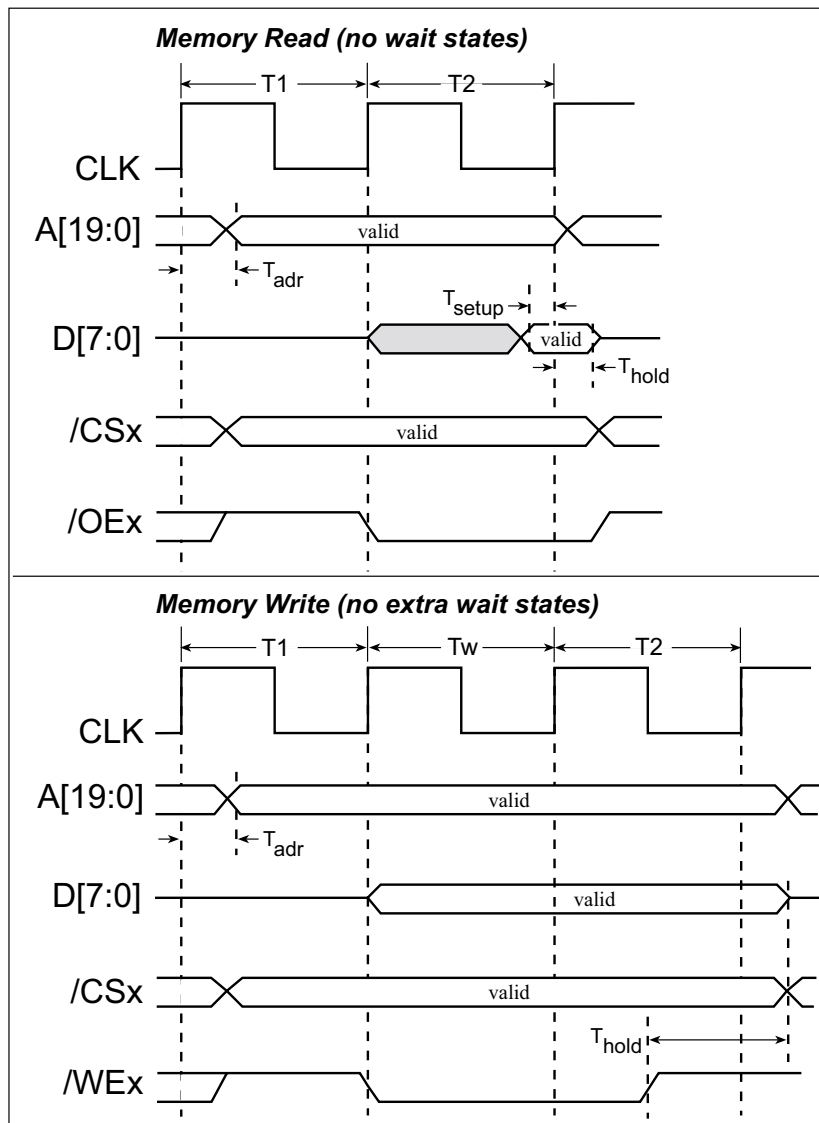 Memory Read (no wait states)
T1 T2
CLK
A[19:0] valid
Tadr
Tsetup
D[7:0] valid
Thold
/CSx valid
/OEx
Memory Write (no extra wait states)
T1 Tw T2
CLK
A[19:0] valid
Tadr
D[7:0] valid
/CSx valid
Thold
/WEx